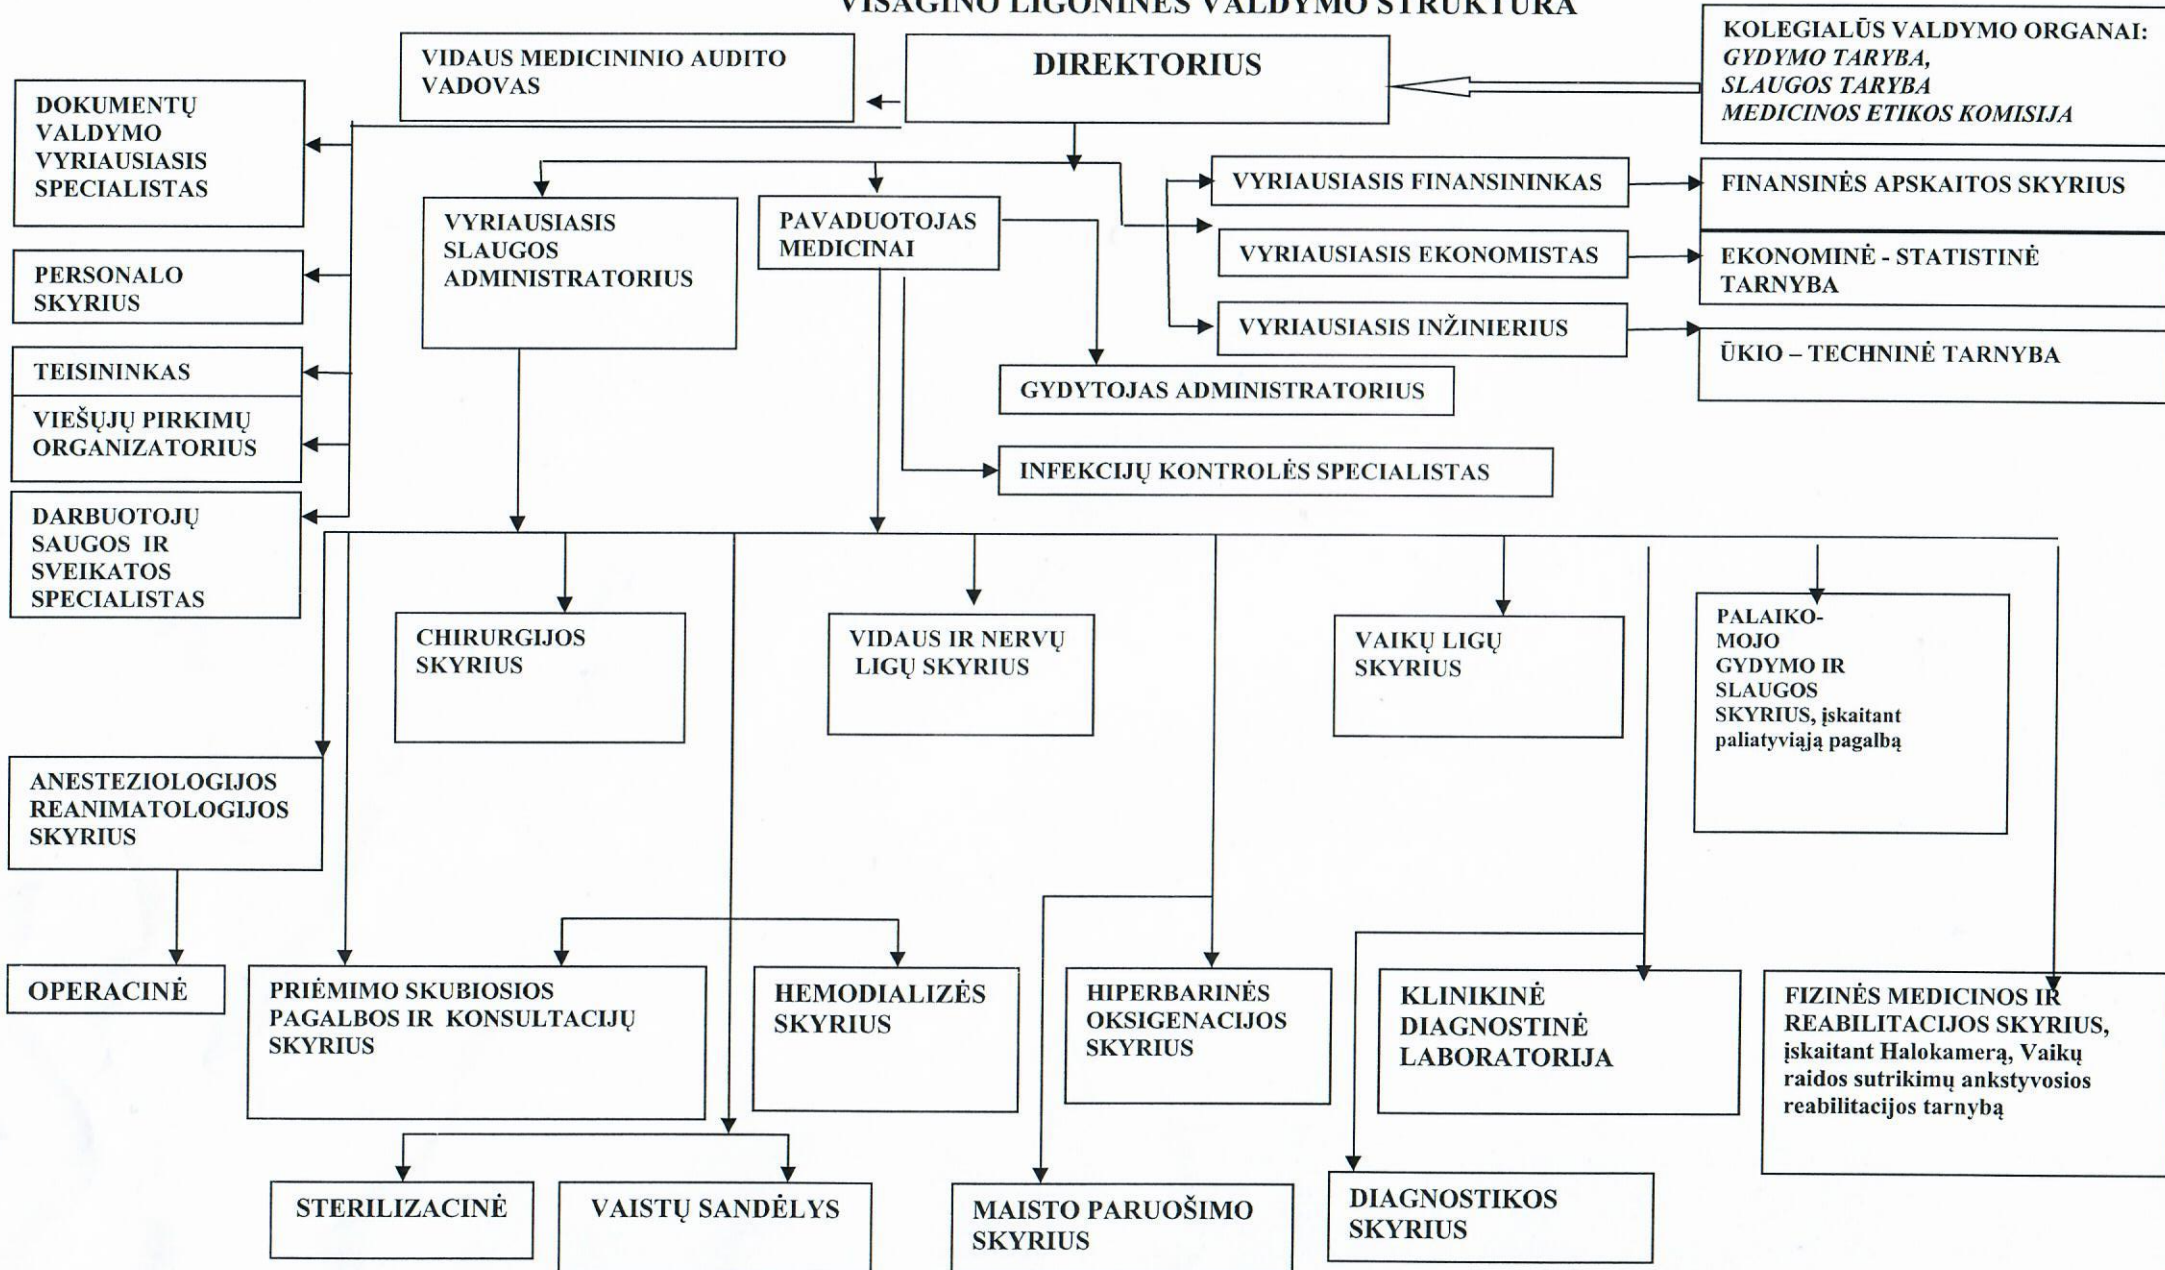 VISAGINO LIGONINĖS VALDYMO STRUKTŪRA
VIDAUS MEDICININIO AUDITO
VADOVAS
DIREKTORIUS
KOLEGIALŪS VALDYMO ORGANAI:
GYDYMO TARYBA,
SLAUGOS TARYBA
MEDICINOS ETIKOS KOMISIJA
DOKUMENTŲ
VALDYMO
VYRIAUSIASIS
SPECIALISTAS
PERSONALO
SKYRIUS
TEISININKAS
VIEŠŲJŲ PIRKIMŲ
ORGANIZATORIUS
DARBUOTOJŲ
SAUGOS IR
SVEIKATOS
SPECIALISTAS
VYRIAUSIASIS
SLAUGOS
ADMINISTRATORIUS
PAVADUOTOJAS
MEDICINAI
VYRIAUSIASIS FINANSININKAS
FINANSINĖS APSKAITOS SKYRIUS
VYRIAUSIASIS EKONOMISTAS
EKONOMINĖ - STATISTINĖ
TARNYBA
VYRIAUSIASIS INŽINIERIUS
ŪKIO – TECHNINĖ TARNYBA
GYDYTOJAS ADMINISTRATORIUS
INFEKCIJŲ KONTROLĖS SPECIALISTAS
CHIRURGIJOS
SKYRIUS
VIDAUS IR NERVŲ
LIGŲ SKYRIUS
VAIKŲ LIGŲ
SKYRIUS
PALAIKO-
MOJO
GYDYMO IR
SLAUGOS
SKYRIUS, įskaitant
paliatyviąją pagalbą
ANESTEZIOLOGIJOS
REANIMATOLOGIJOS
SKYRIUS
OPERACINĖ
PRIĖMIMO SKUBIOSIOS
PAGALBOS IR KONSULTACIJŲ
SKYRIUS
HEMODIALIZĖS
SKYRIUS
HIPERBARINĖS
OKSIGENACIJOS
SKYRIUS
KLINIKINĖ
DIAGNOSTINĖ
LABORATORIJA
FIZINĖS MEDICINOS IR
REABILITACIJOS SKYRIUS,
įskaitant Halokamerą, Vaikų
raidos sutrikimų ankstyvosios
reabilitacijos tarnybą
STERILIZACINĖ
VAISTŲ SANDĖLYS
MAISTO PARUOŠIMO
SKYRIUS
DIAGNOSTIKOS
SKYRIUS